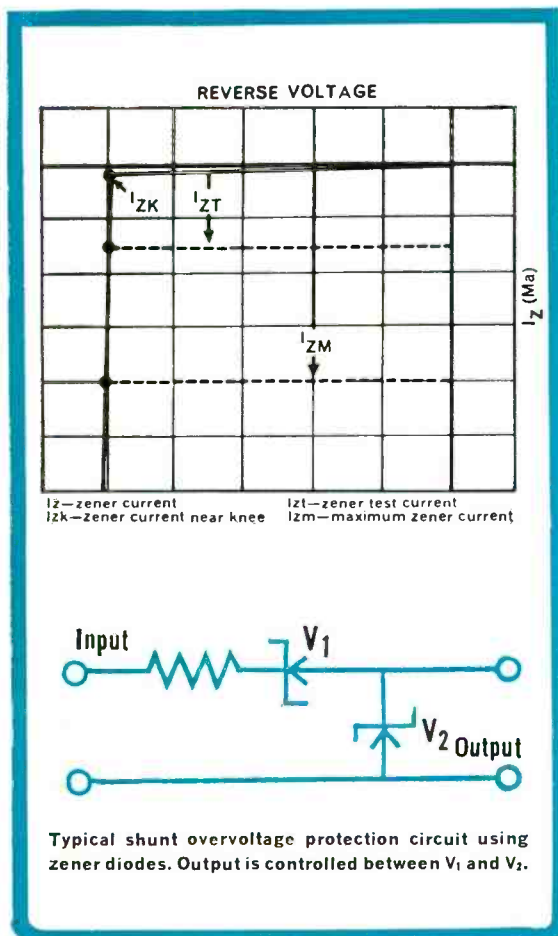 REVERSE VOLTAGE
IZK
IZT
IZM
IZ (Ma)
Iz—zener current Izt—zener test current
Izk—zener current near knee Izm—maximum zener current
Input
V1
V2
Output
Typical shunt overvoltage protection circuit using
zener diodes. Output is controlled between V1 and V2.